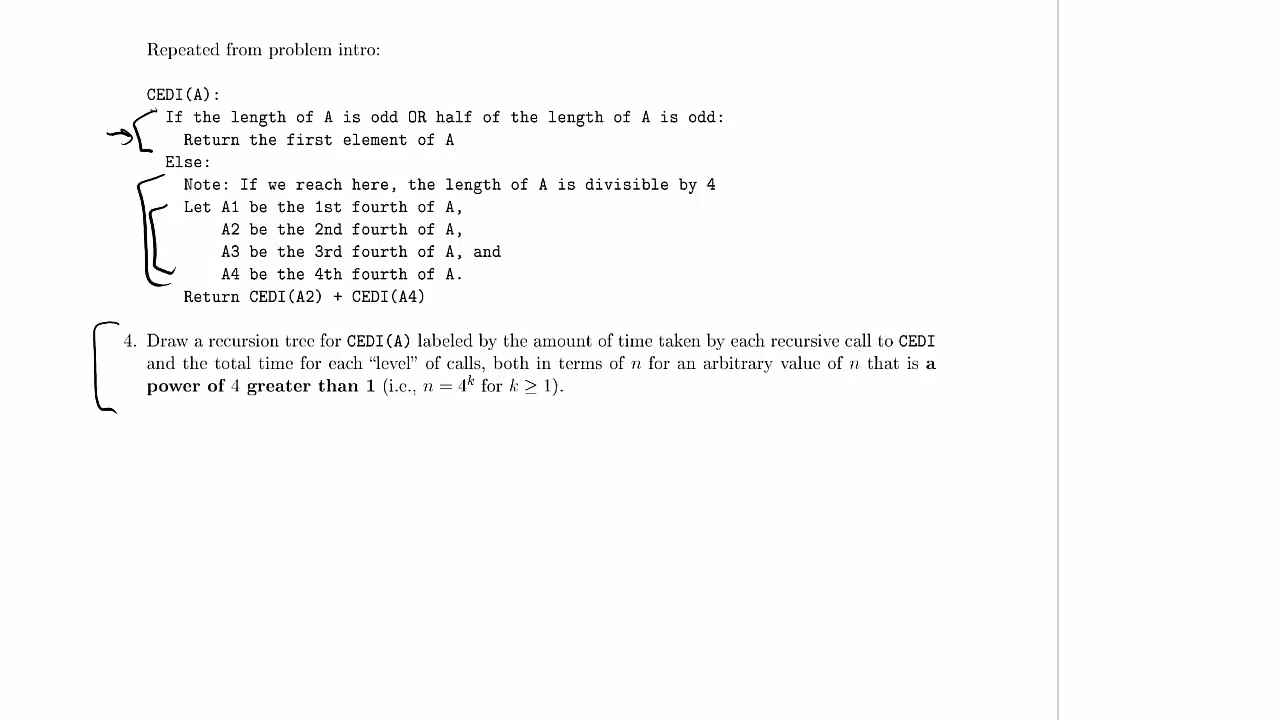 Repeated from problem intro:
CEDI(A):
If the length of A is odd OR half of the length of A is odd:
Return the first element of A
Else:
Note: If we reach here, the length of A is divisible by 4
Let A1 be the 1st fourth of A,
A2 be the 2nd fourth of A,
A3 be the 3rd fourth of A, and
A4 be the 4th fourth of A.
Return CEDI(A2) + CEDI(A4)
4. Draw a recursion tree for CEDI(A) labeled by the amount of time taken by each recursive call to CEDI
and the total time for each “level” of calls, both in terms of n for an arbitrary value of n that is a
power of 4 greater than 1 (i.e., n = 4^k for k ≥ 1).